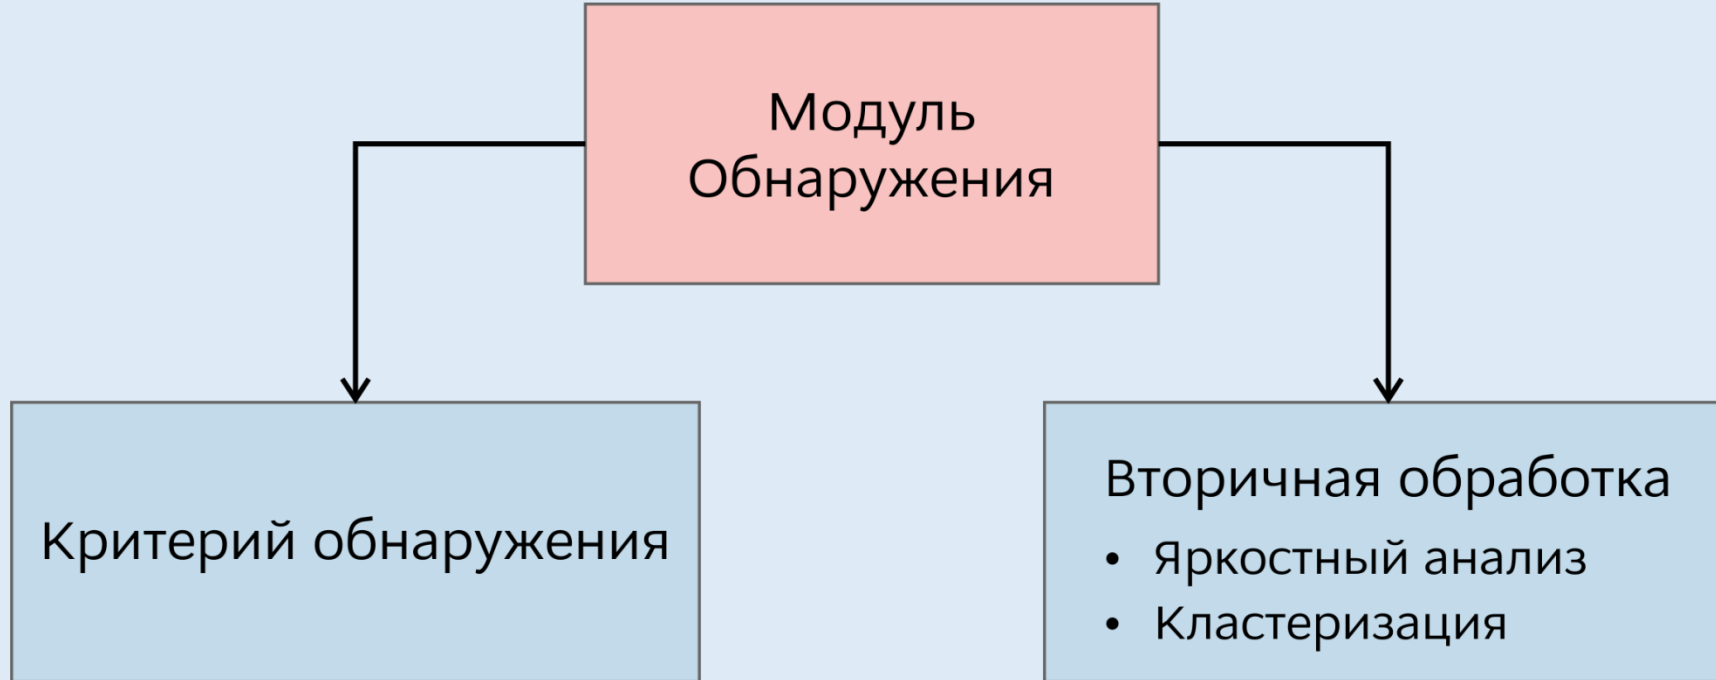 Модуль
Обнаружения
Критерий обнаружения
Вторичная обработка
• Яркостный анализ
• Кластеризация